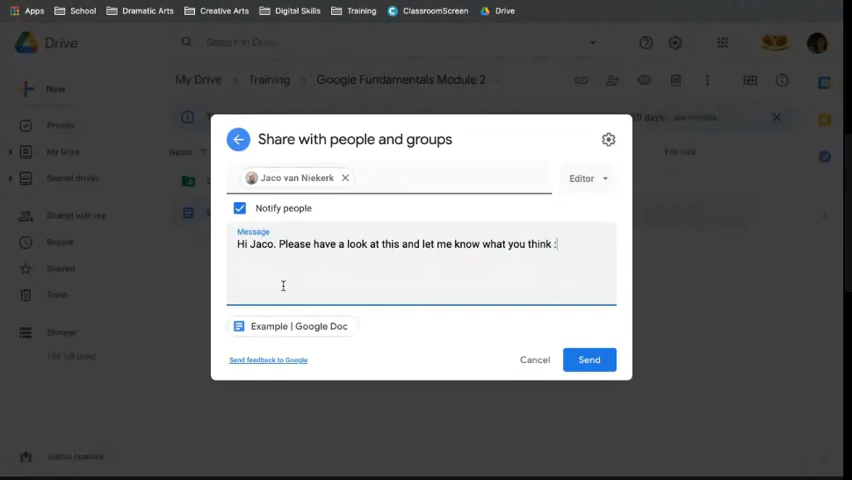 Apps School Dramatic Arts Creative Arts Digital Skills Training ClassroomScreen Drive
Drive
Search in Drive
New
My Drive Training Google Fundamentals Module 2
Priority
My Drive
Shared drives
Shared with me
Starred
Trash
Storage
Name
File size
Share with people and groups
Jaco van Niekerk
Editor
Notify people
Message
Hi Jaco. Please have a look at this and let me know what you think :
Example | Google Doc
Send feedback to Google
Cancel
Send